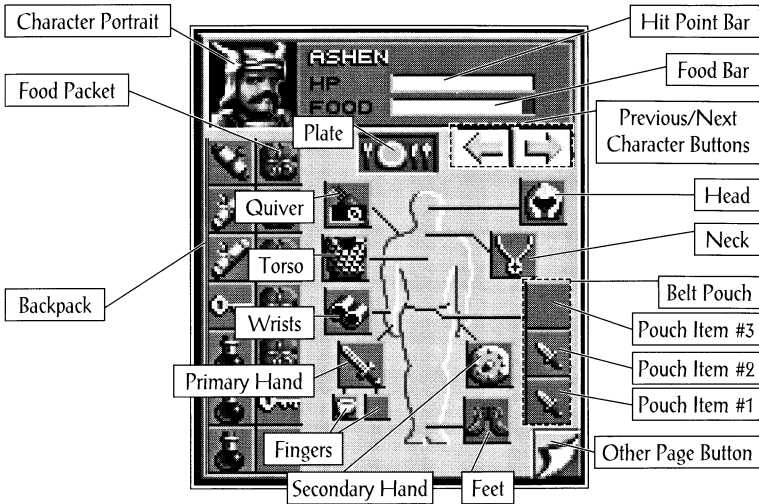 Character Portrait
Hit Point Bar
ASHEN
HP
FOOD
Food Bar
Food Packet
Previous/Next
Character Buttons
Plate
Head
Quiver
Neck
Torso
Belt Pouch
Backpack
Wrists
Pouch Item #3
Pouch Item #2
Primary Hand
Pouch Item #1
Fingers
Other Page Button
Secondary Hand
Feet